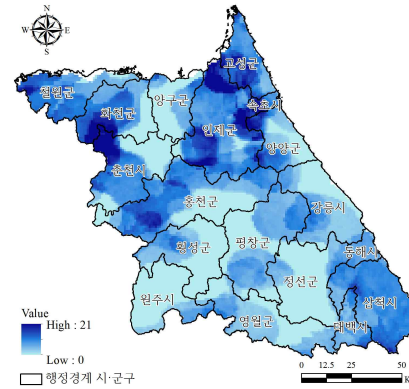 N
W E
S
고성군
철원군
양구군
속초시
화천군
인제군
양양군
춘천시
홍천군
강릉시
횡성군
평창군
동해시
정선군
원주시
삼척시
영월군
태백시
Value
High : 21
Low : 0
행정경계 시·군구
0 12.5 25 50
K